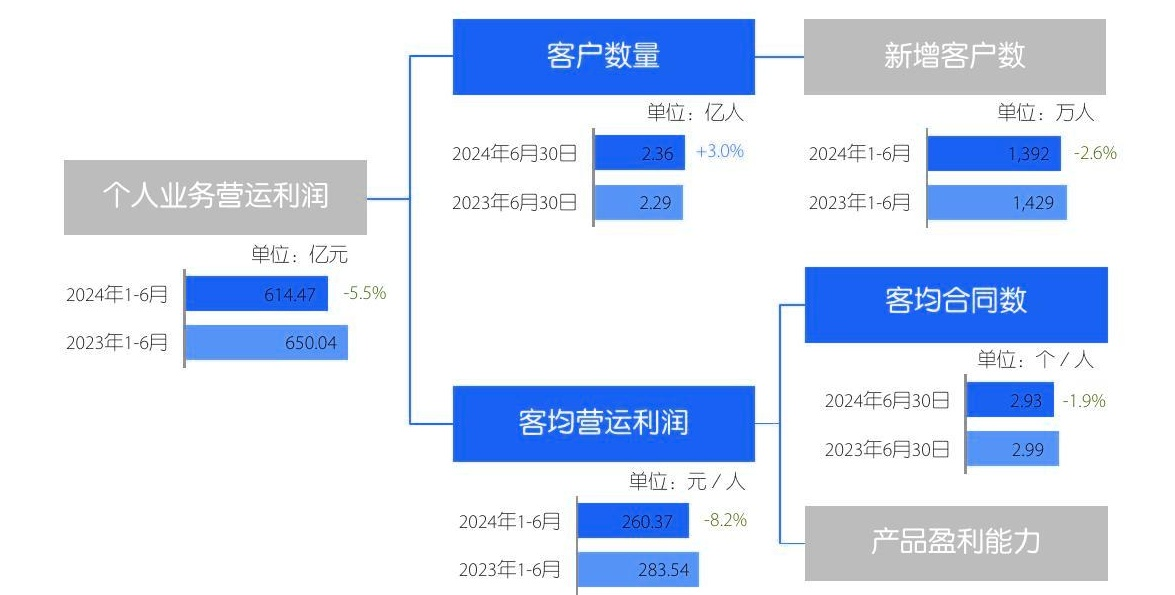 个人业务营运利润
单位：亿元
2024年1-6月 614.47 -5.5%
2023年1-6月 650.04
客户数量
单位：亿人
2024年6月30日 2.36 +3.0%
2023年6月30日 2.29
新增客户数
单位：万人
2024年1-6月 1,392 -2.6%
2023年1-6月 1,429
客均营运利润
单位：元 / 人
2024年1-6月 260.37 -8.2%
2023年1-6月 283.54
客均合同数
单位：个 / 人
2024年6月30日 2.93 -1.9%
2023年6月30日 2.99
产品盈利能力